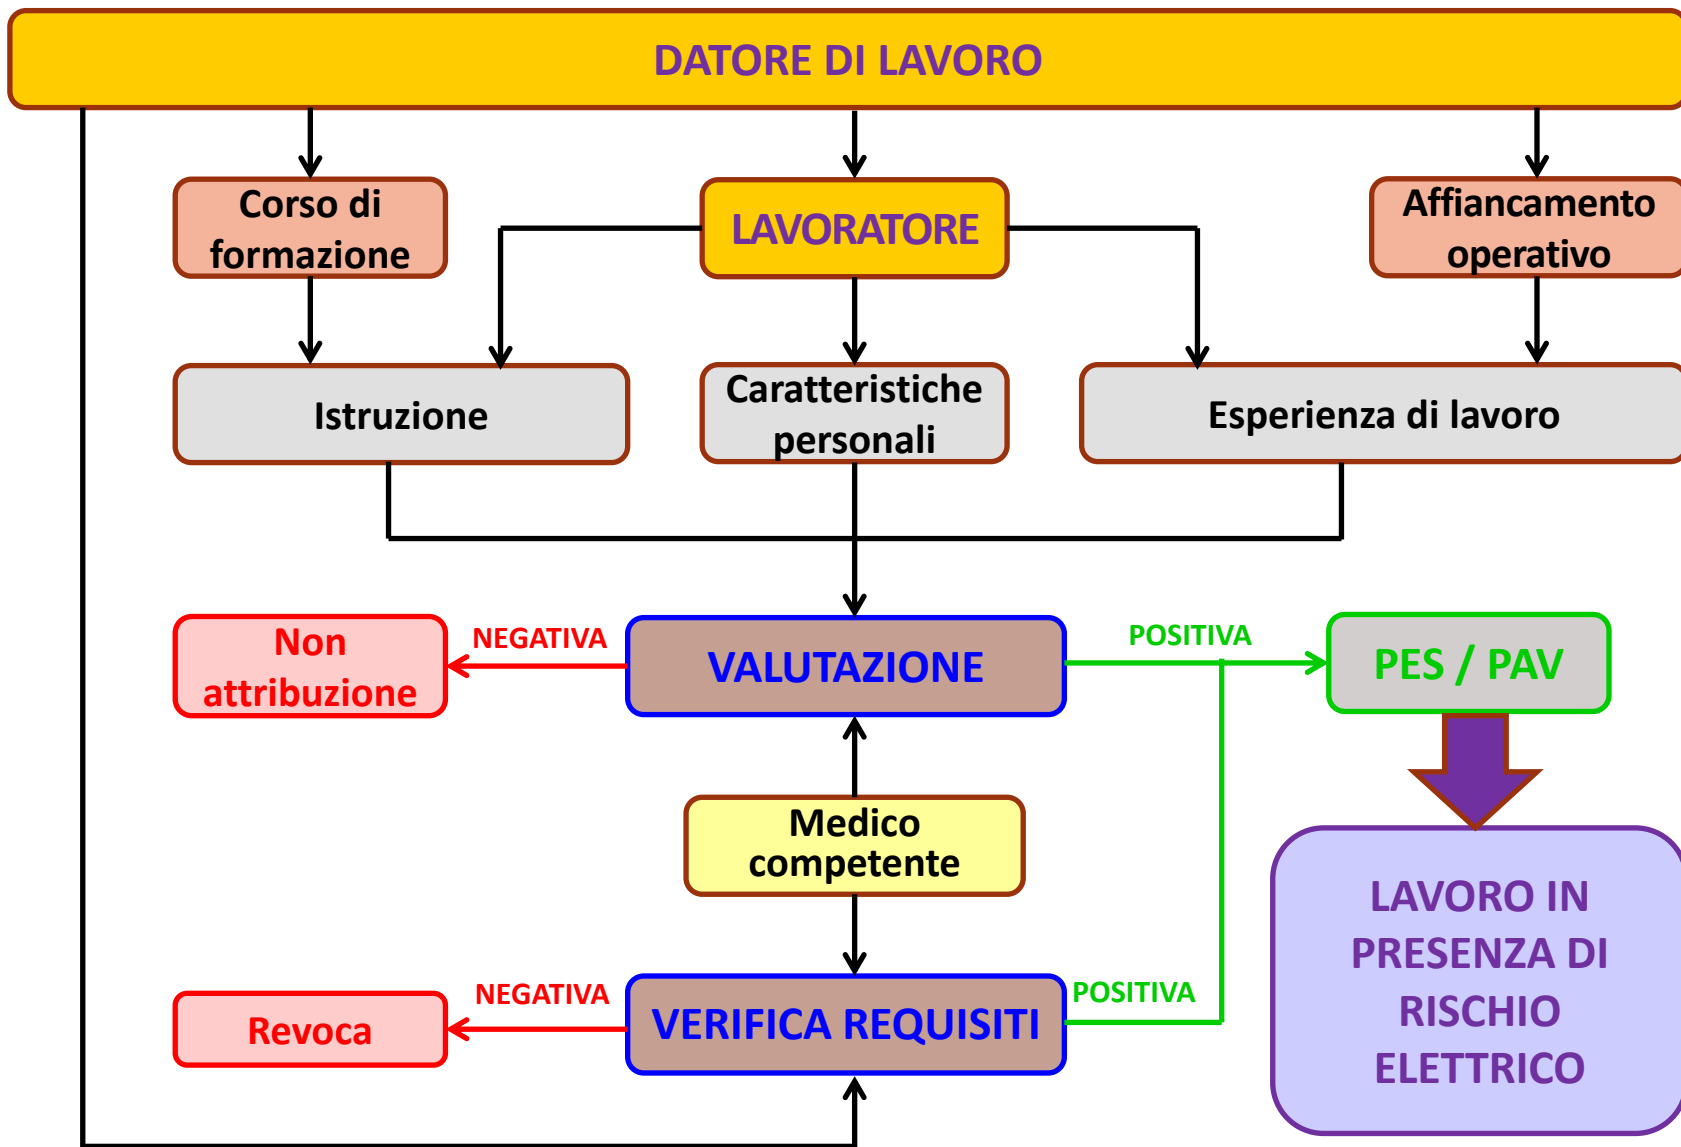 DATORE DI LAVORO
Corso di
formazione
LAVORATORE
Affiancamento
operativo
Istruzione
Caratteristiche
personali
Esperienza di lavoro
Non
attribuzione
NEGATIVA
VALUTAZIONE
POSITIVA
PES / PAV
Medico
competente
LAVORO IN
PRESENZA DI
RISCHIO
ELETTRICO
Revoca
NEGATIVA
VERIFICA REQUISITI
POSITIVA